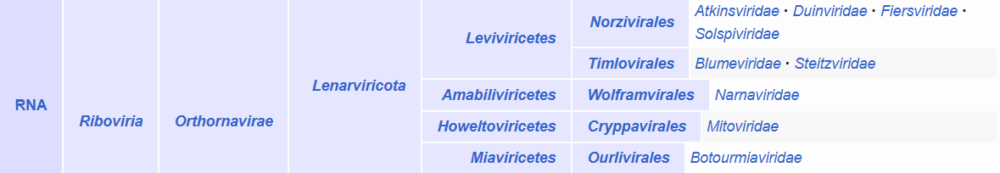 RNA
Riboviria
Orthornavirae
Lenarviricota
Leviviricetes
Norzivirales
Atkinsviridae · Duinviridae · Fiersviridae ·
Solspiviridae
Timlovirales
Blumeviridae · Steitzviridae
Amabiliviricetes
Wolframvirales
Narnaviridae
Howeltoviricetes
Cryppavirales
Mitoviridae
Miaviricetes
Ourlivirales
Botourmiaviridae